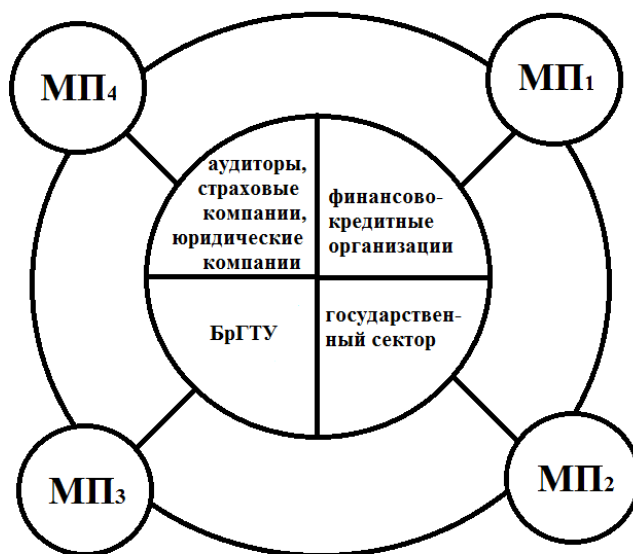 МП4
МП1
аудиторы,
страховые
компании,
юридические
компании
финансово-
кредитные
организации
БрГТУ
государствен-
ный сектор
МП3
МП2